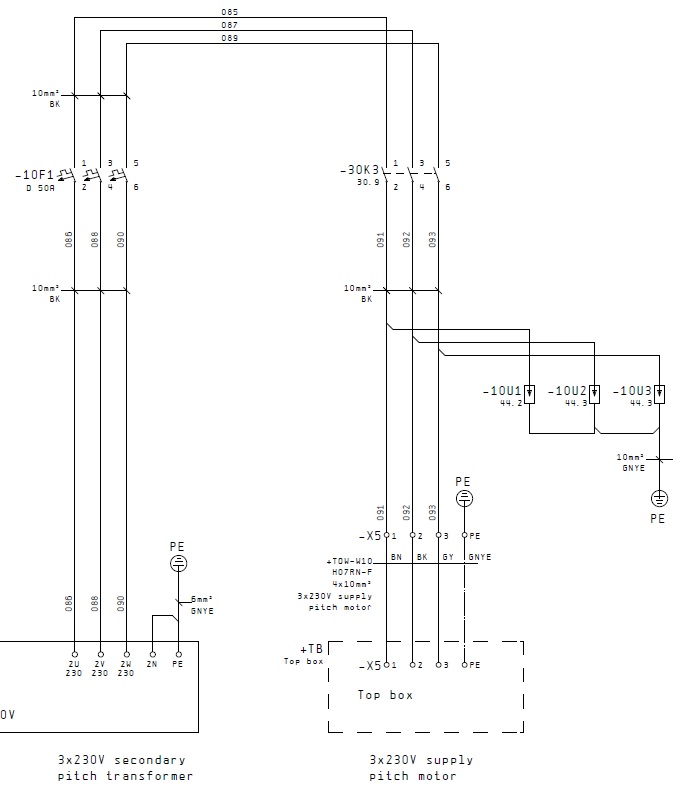 085
087
089
10mm²
BK
-10F1
D 50A
1 3 5
2 4 6
-30K3
30.9
1 3 5
2 4 6
086 088 090
091 092 093
10mm²
BK
10mm²
BK
-10U1 -10U2 -10U3
44.2 44.3 44.3
10mm²
GNYE
PE
PE
091 092 093
-X5 1 2 3 PE
BN BK GY GNYE
+TOW-W10
H07RN-F
4x10mm²
3x230V supply
pitch motor
PE
6mm²
GNYE
086 088 090
2U 2V 2W 2N PE
230 230 230
0V
+TB
Top box
-X5 1 2 3 PE
Top box
3x230V secondary
pitch transformer
3x230V supply
pitch motor